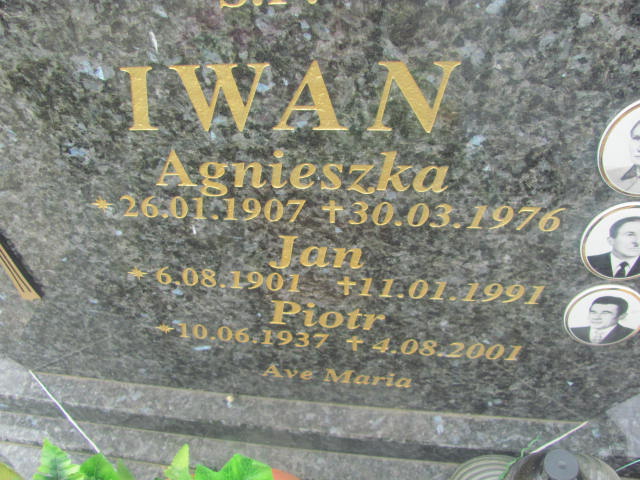 Ś.P.
IWAN
Agnieszka
* 26.01.1907 ✝ 30.03.1976
Jan
* 6.08.1901 ✝ 11.01.1991
Piotr
* 10.06.1937 ✝ 4.08.2001
Ave Maria